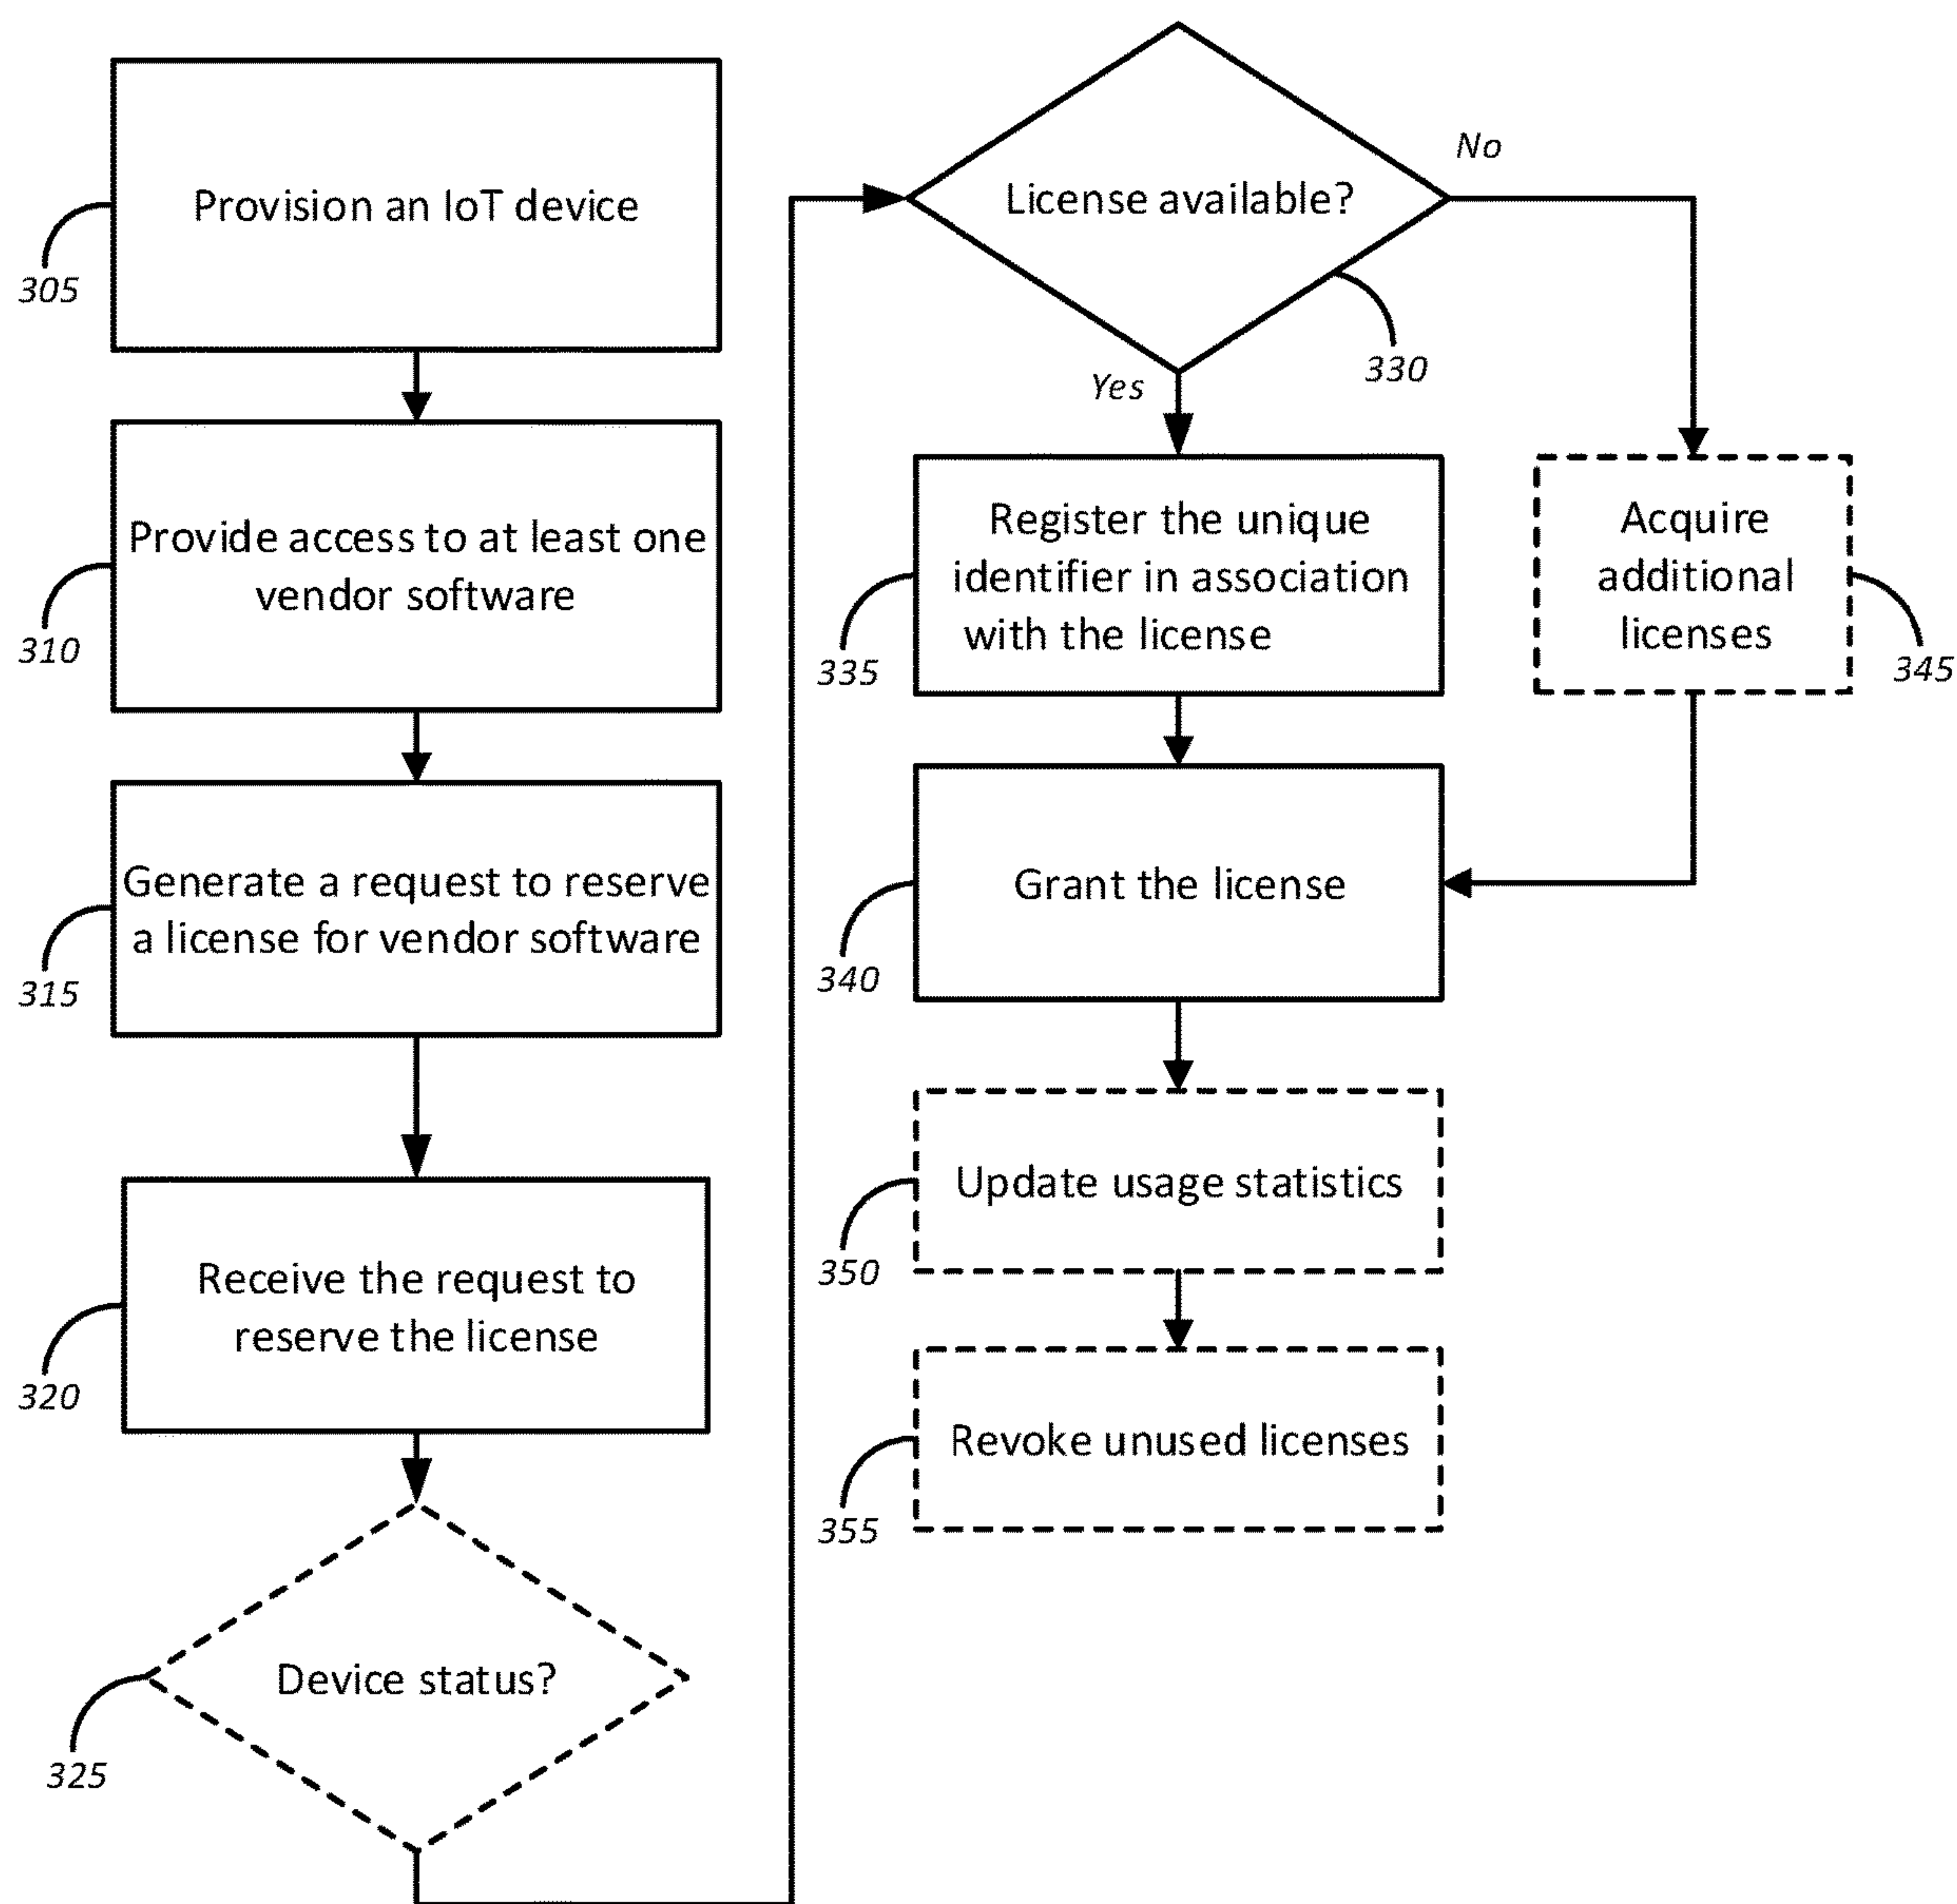 Provision an IoT device
305
Provide access to at least one
vendor software
310
Generate a request to reserve
a license for vendor software
315
Receive the request to
reserve the license
320
Device status?
325
License available?
No
330
Yes
Register the unique
identifier in association
with the license
335
Acquire
additional
licenses
345
Grant the license
340
Update usage statistics
350
Revoke unused licenses
355